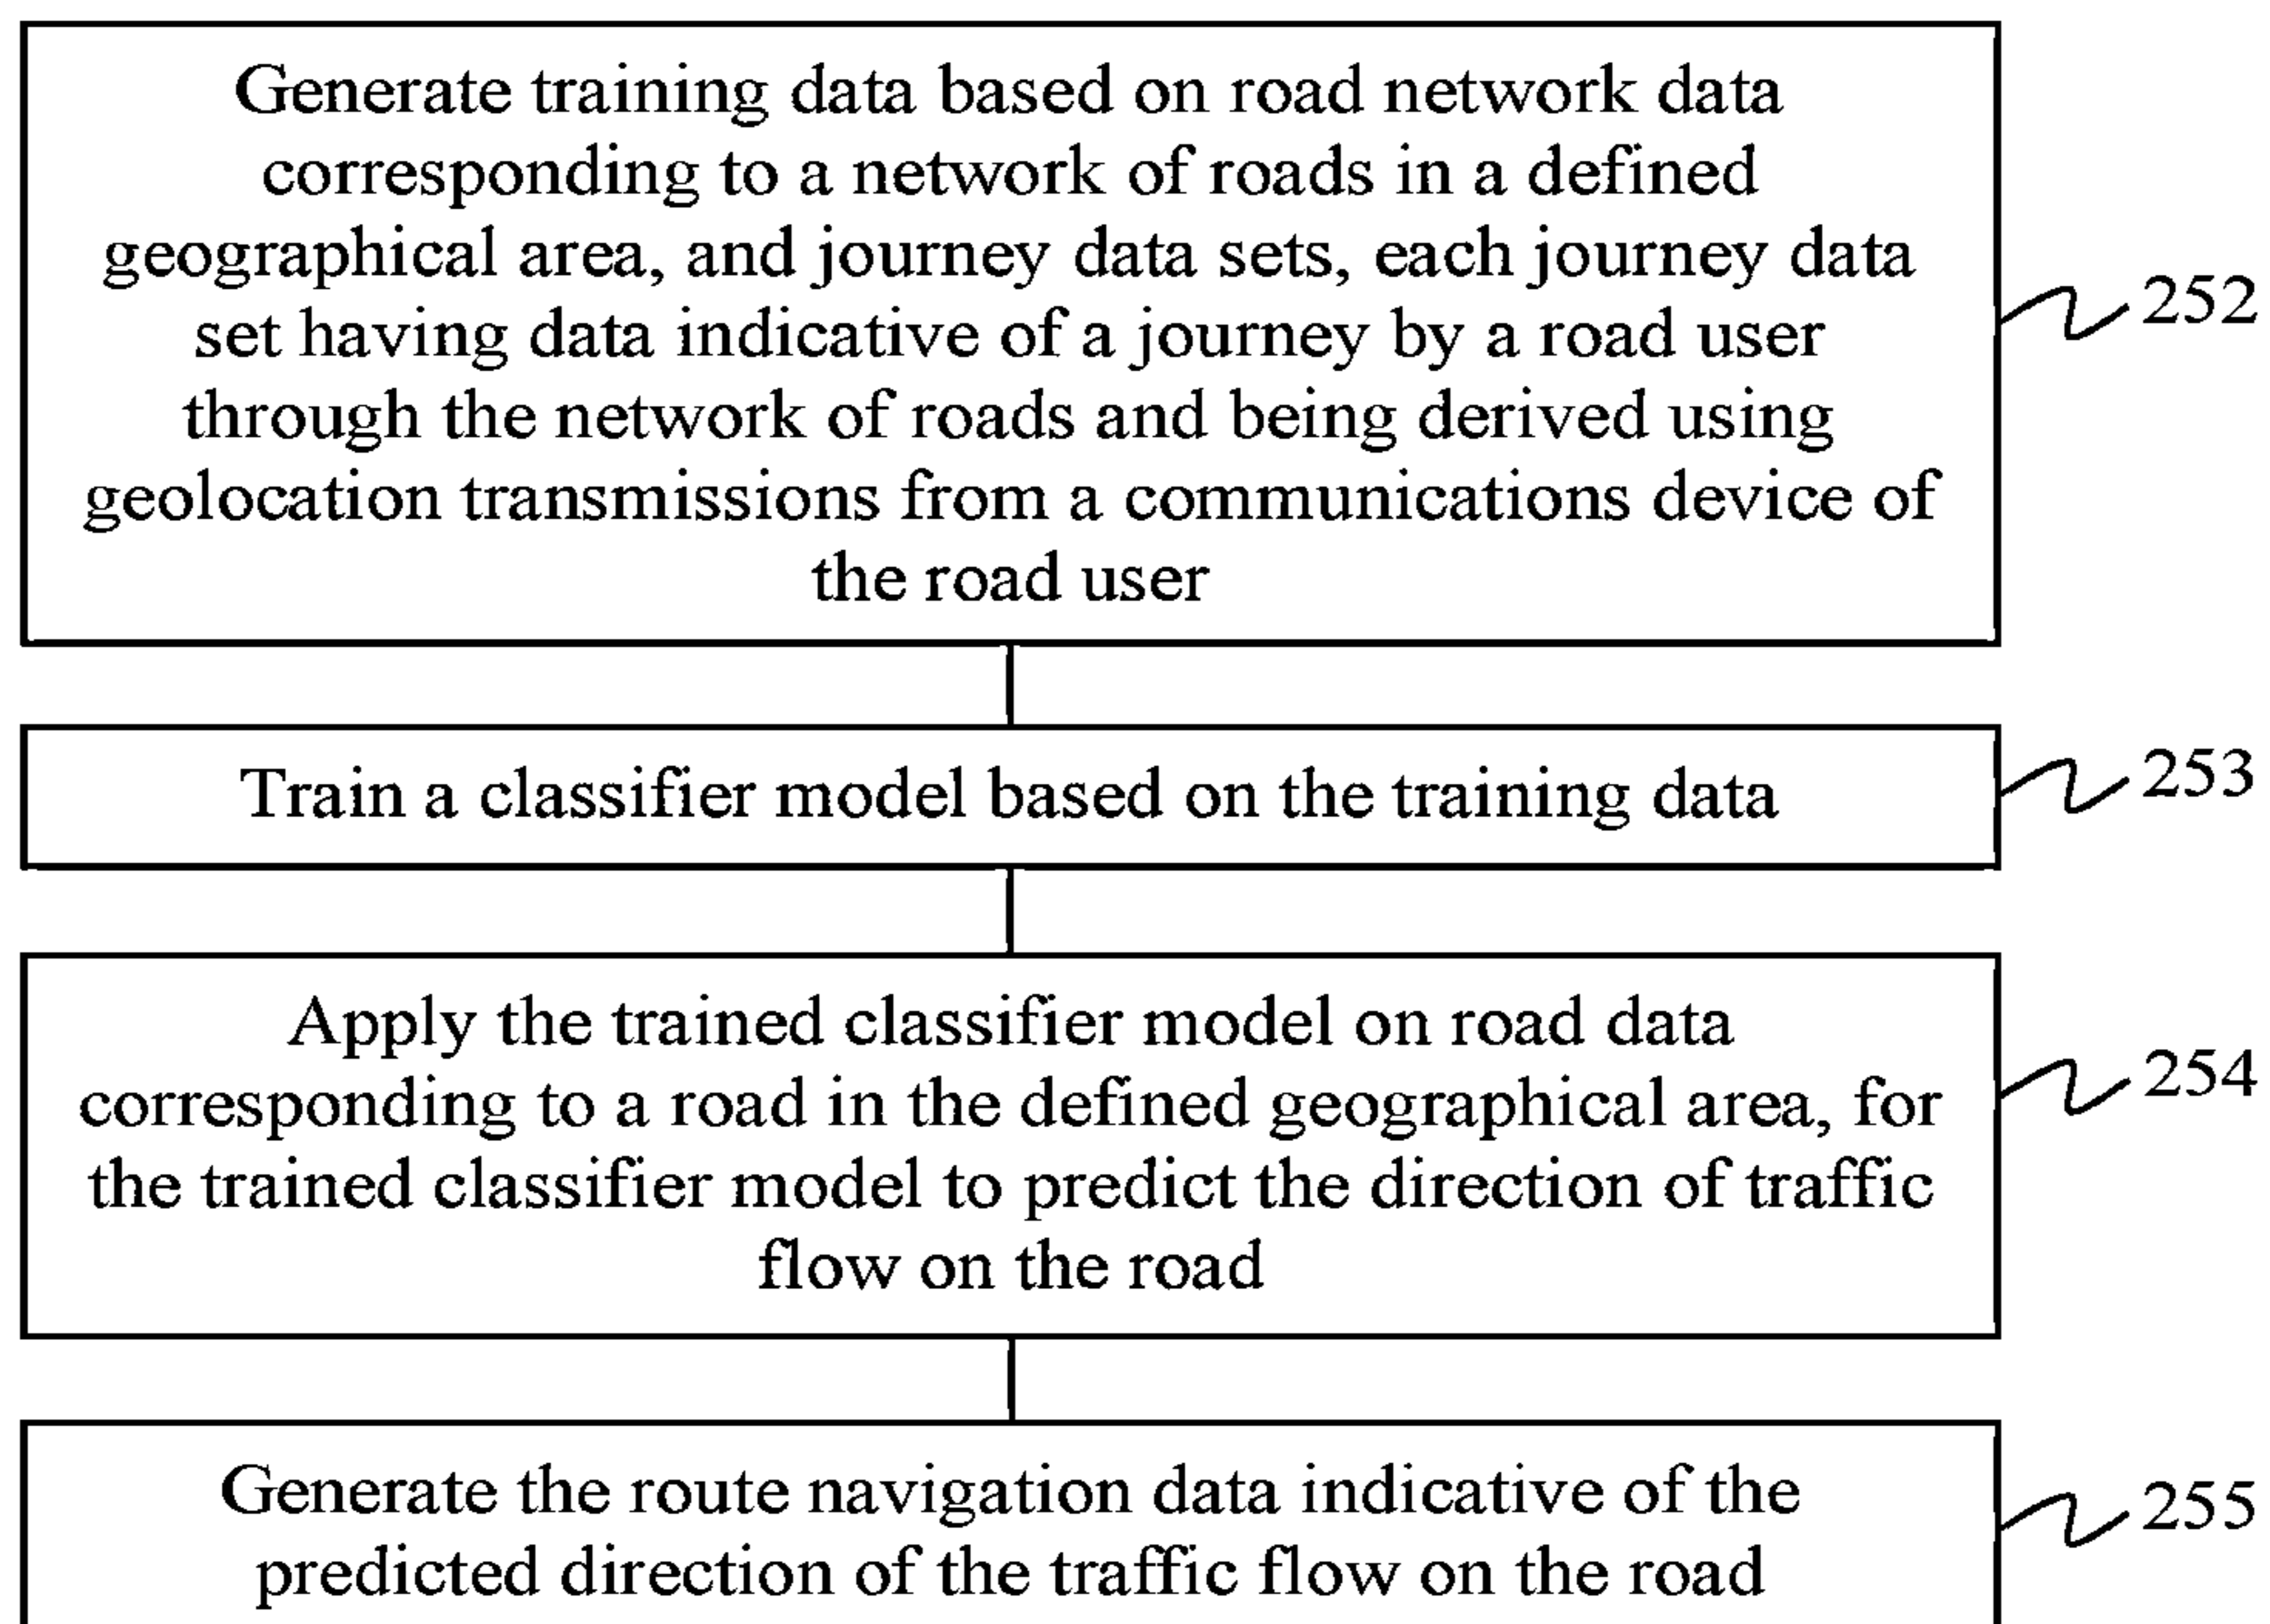 Generate training data based on road network data
corresponding to a network of roads in a defined
geographical area, and journey data sets, each journey data
set having data indicative of a journey by a road user
through the network of roads and being derived using
geolocation transmissions from a communications device of
the road user
252
Train a classifier model based on the training data
253
Apply the trained classifier model on road data
corresponding to a road in the defined geographical area, for
the trained classifier model to predict the direction of traffic
flow on the road
254
Generate the route navigation data indicative of the
predicted direction of the traffic flow on the road
255